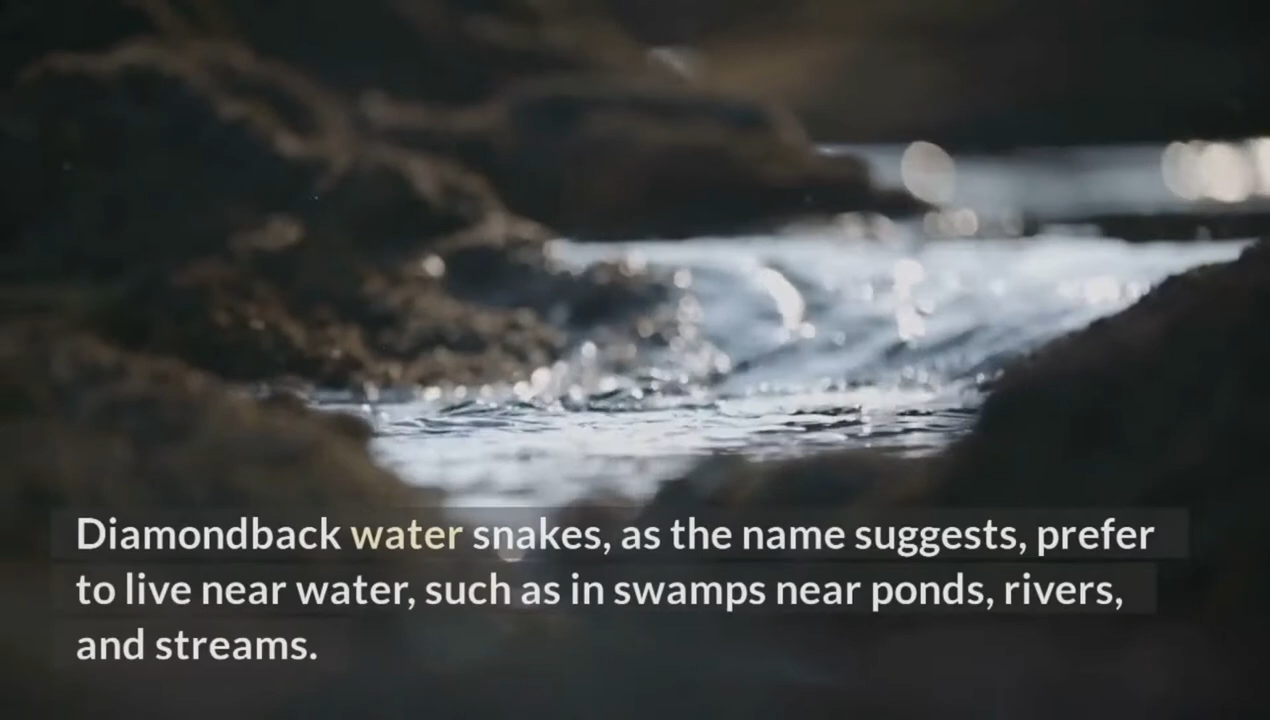 Diamondback water snakes, as the name suggests, prefer
to live near water, such as in swamps near ponds, rivers,
and streams.